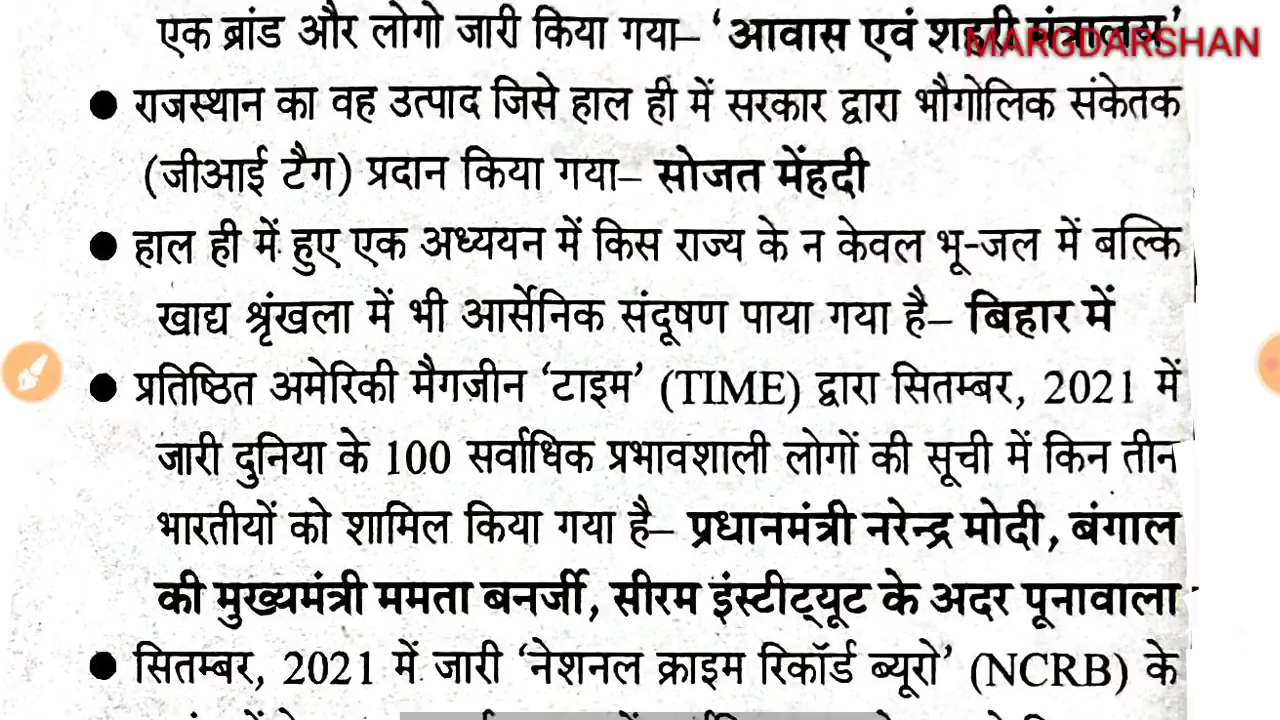 एक ब्रांड और लोगो जारी किया गया– ‘आवास एवं शहरी मंत्रालय’
MARGDARSHAN
● राजस्थान का वह उत्पाद जिसे हाल ही में सरकार द्वारा भौगोलिक संकेतक
(जीआई टैग) प्रदान किया गया– सोजत मेंहदी
● हाल ही में हुए एक अध्ययन में किस राज्य के न केवल भू-जल में बल्कि
खाद्य श्रृंखला में भी आर्सेनिक संदूषण पाया गया है– बिहार में
● प्रतिष्ठित अमेरिकी मैगजीन ‘टाइम’ (TIME) द्वारा सितम्बर, 2021 में
जारी दुनिया के 100 सर्वाधिक प्रभावशाली लोगों की सूची में किन तीन
भारतीयों को शामिल किया गया है– प्रधानमंत्री नरेन्द्र मोदी, बंगाल
की मुख्यमंत्री ममता बनर्जी, सीरम इंस्टीट्यूट के अदर पूनावाला
● सितम्बर, 2021 में जारी ‘नेशनल क्राइम रिकॉर्ड ब्यूरो’ (NCRB) के